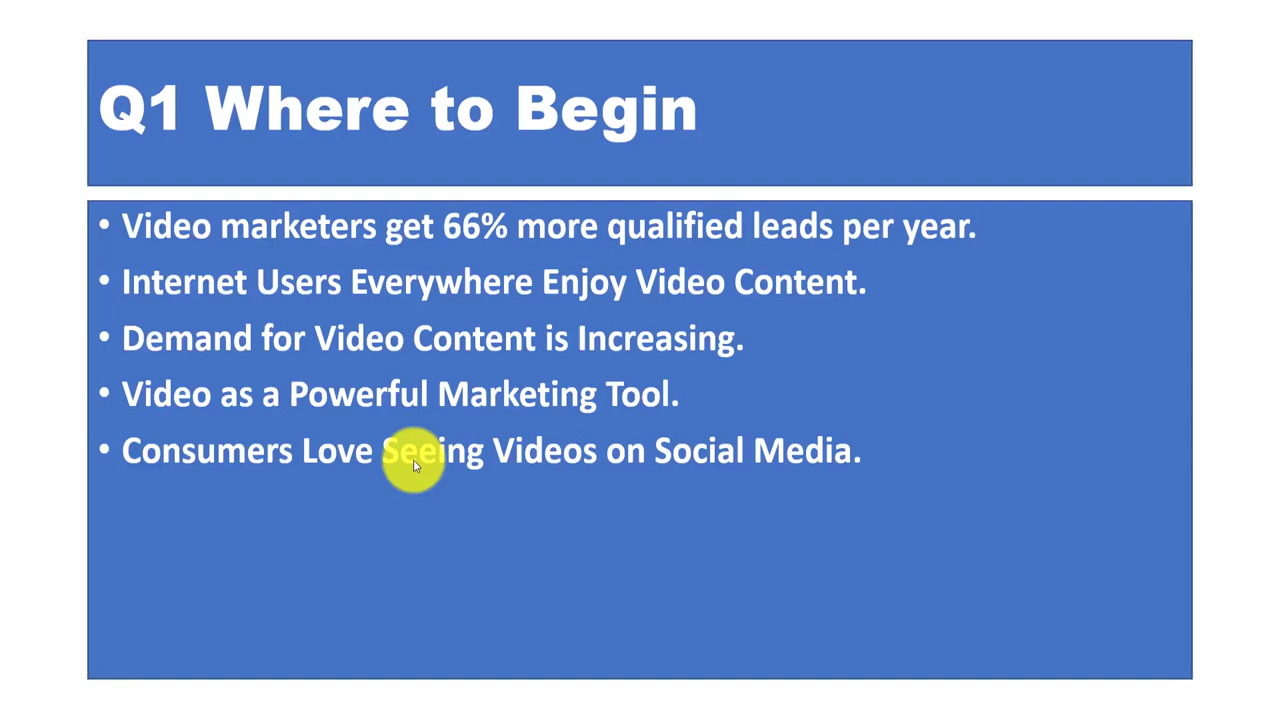 Q1 Where to Begin
• Video marketers get 66% more qualified leads per year.
• Internet Users Everywhere Enjoy Video Content.
• Demand for Video Content is Increasing.
• Video as a Powerful Marketing Tool.
• Consumers Love Seeing Videos on Social Media.